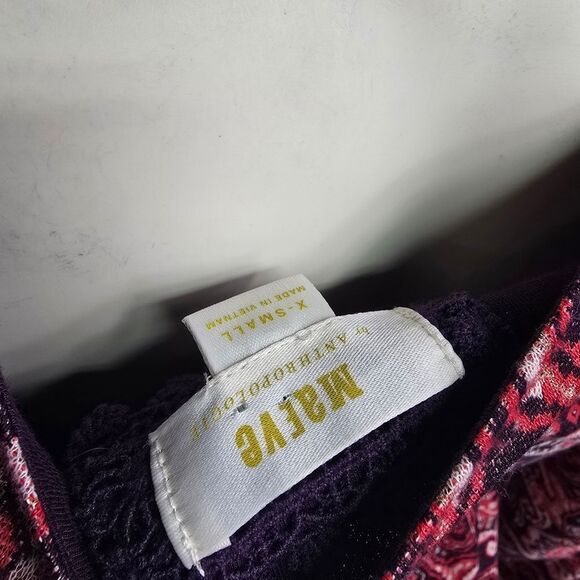 Maeve
by ANTHROPOLOGIE
X-SMALL
MADE IN VIETNAM